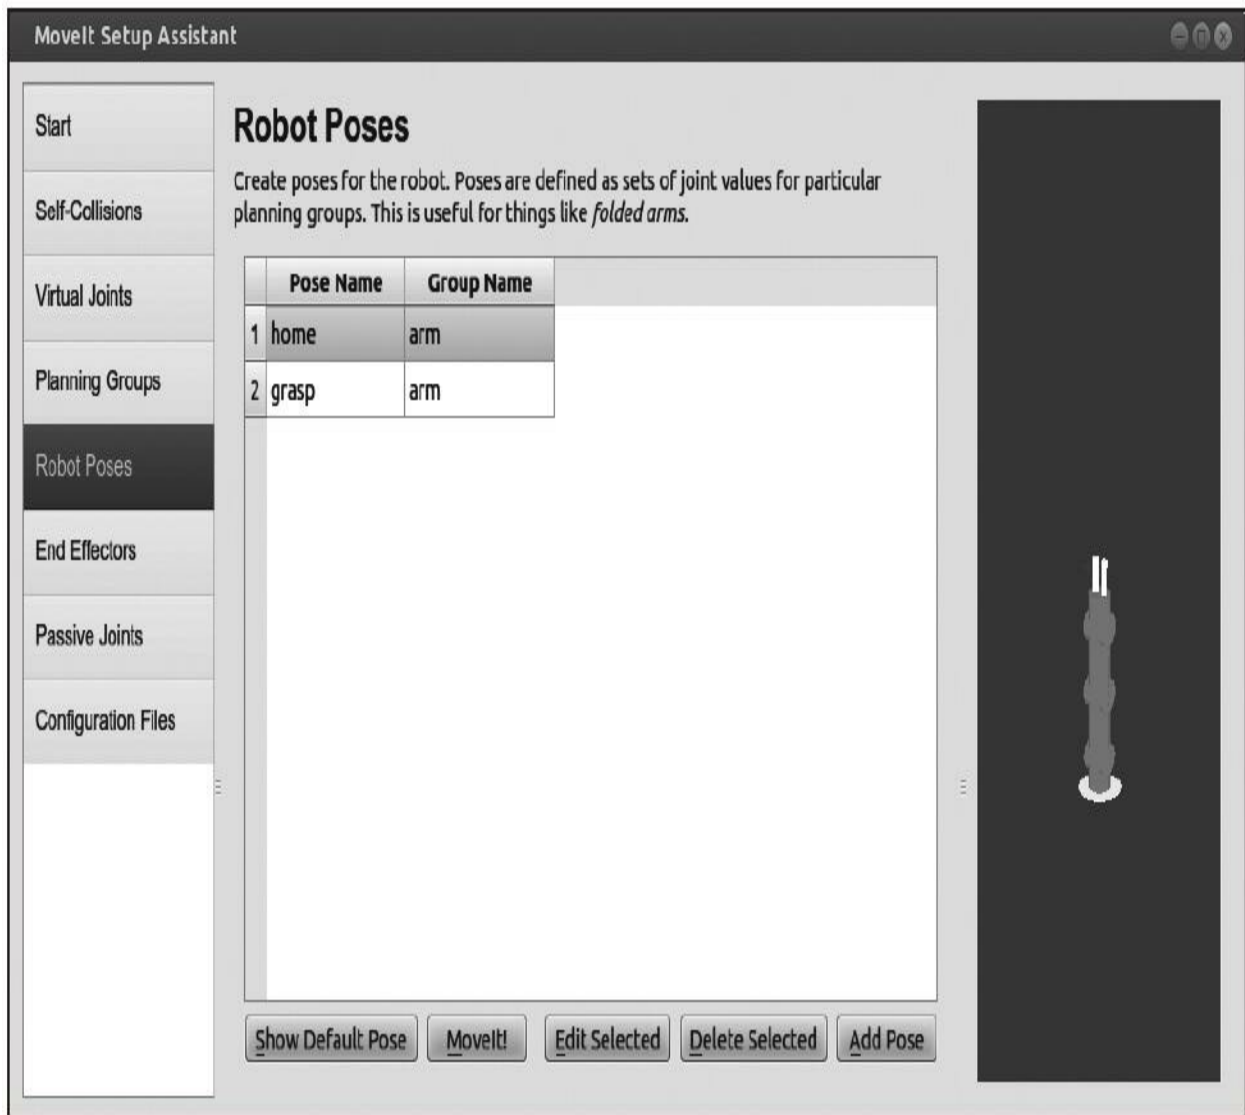 MoveIt Setup Assistant
Start
Self-Collisions
Virtual Joints
Planning Groups
Robot Poses
End Effectors
Passive Joints
Configuration Files
Robot Poses
Create poses for the robot. Poses are defined as sets of joint values for particular
planning groups. This is useful for things like folded arms.
Pose Name Group Name
1 home arm
2 grasp arm
Show Default Pose MoveIt! Edit Selected Delete Selected Add Pose